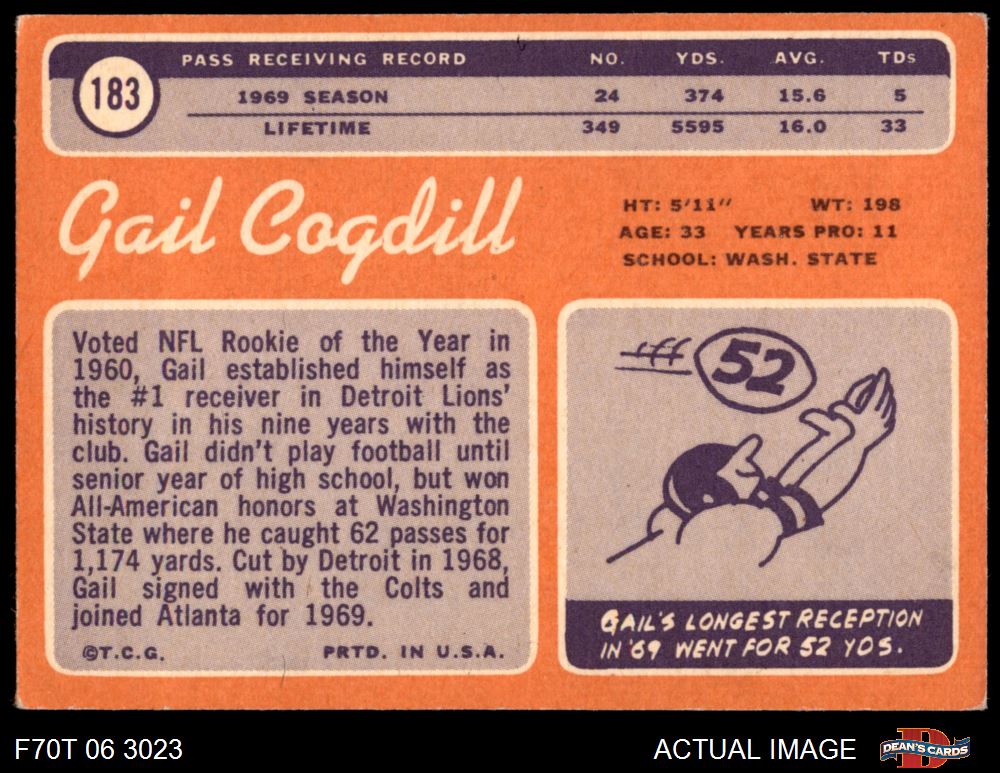 183
PASS RECEIVING RECORD NO. YDS. AVG. TDs
1969 SEASON 24 374 15.6 5
LIFETIME 349 5595 16.0 33
Gail Cogdill
HT: 5'11" WT: 198
AGE: 33 YEARS PRO: 11
SCHOOL: WASH. STATE
Voted NFL Rookie of the Year in
1960, Gail established himself as
the #1 receiver in Detroit Lions'
history in his nine years with the
club. Gail didn't play football until
senior year of high school, but won
All-American honors at Washington
State where he caught 62 passes for
1,174 yards. Cut by Detroit in 1968,
Gail signed with the Colts and
joined Atlanta for 1969.
©T.C.G. PRTD. IN U.S.A.
52
GAIL'S LONGEST RECEPTION
IN '69 WENT FOR 52 YDS.
F70T 06 3023
ACTUAL IMAGE
DEAN'S CARDS